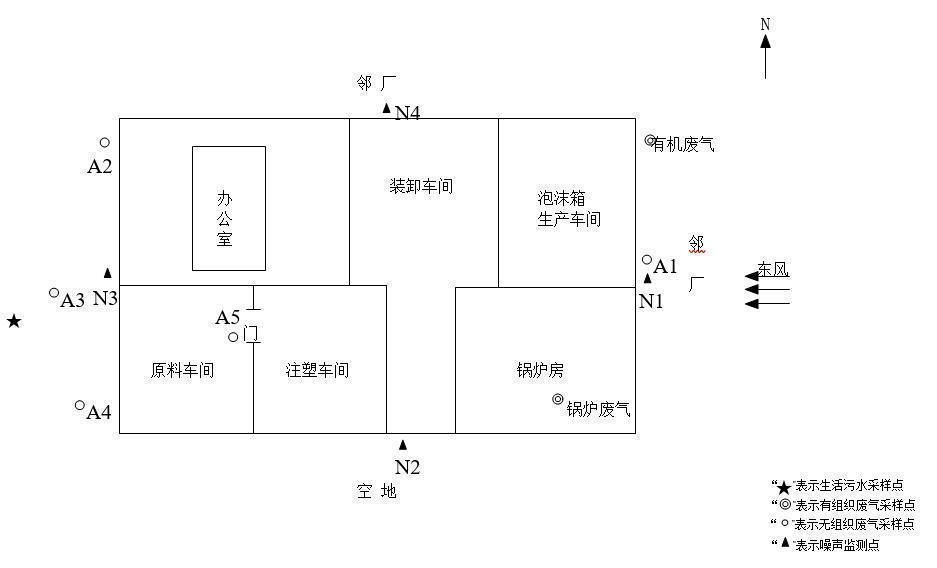 N
邻 厂
N4
A2
有机废气
装卸车间
办
公
室
泡沫箱
生产车间
邻
厂
A1
东风
N1
A3
N3
A5
门
原料车间
注塑车间
锅炉房
锅炉废气
A4
N2
空 地
“★”表示生活污水采样点
“◎”表示有组织废气采样点
“○”表示无组织废气采样点
“▲”表示噪声监测点